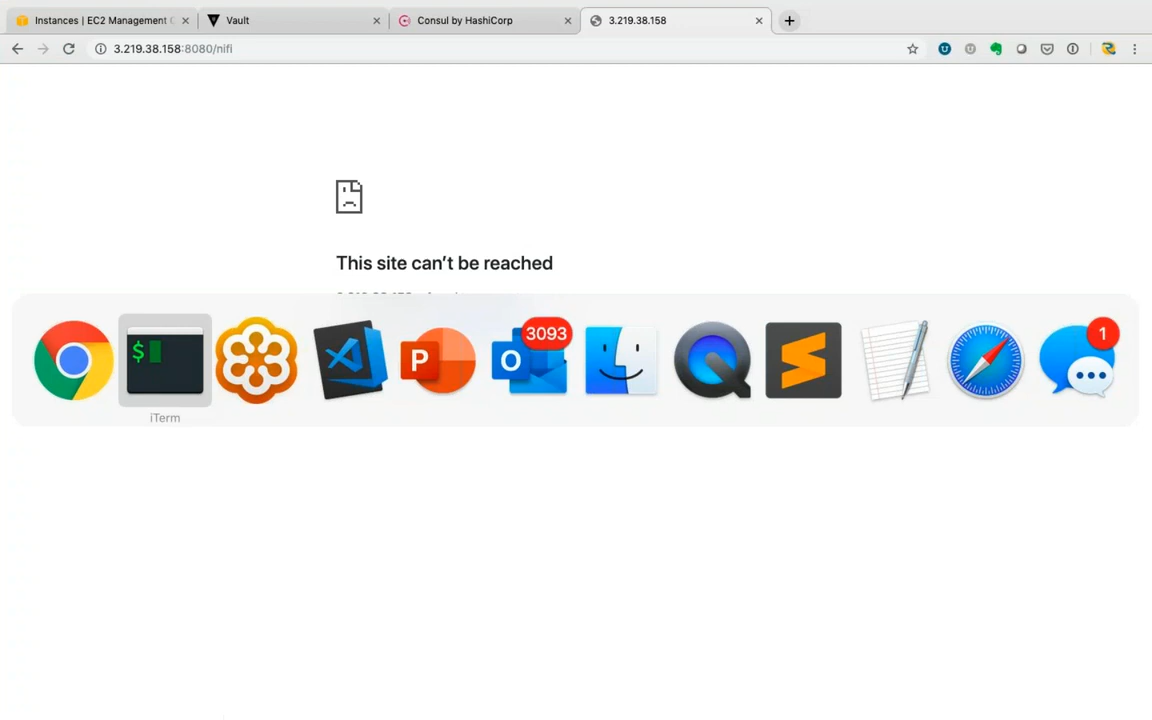 Instances | EC2 Management
Vault
Consul by HashiCorp
3.219.38.158
3.219.38.158:8080/nifi
This site can't be reached
$
P
O
3093
1
iTerm